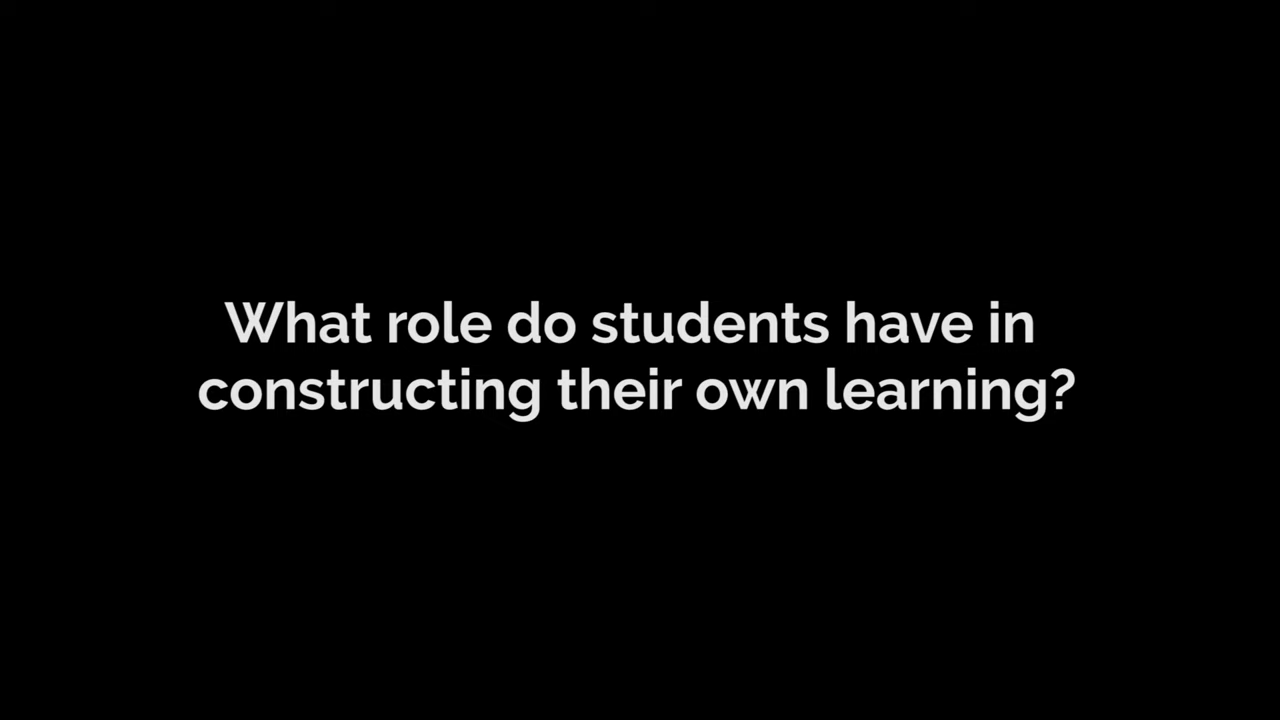 What role do students have in
constructing their own learning?